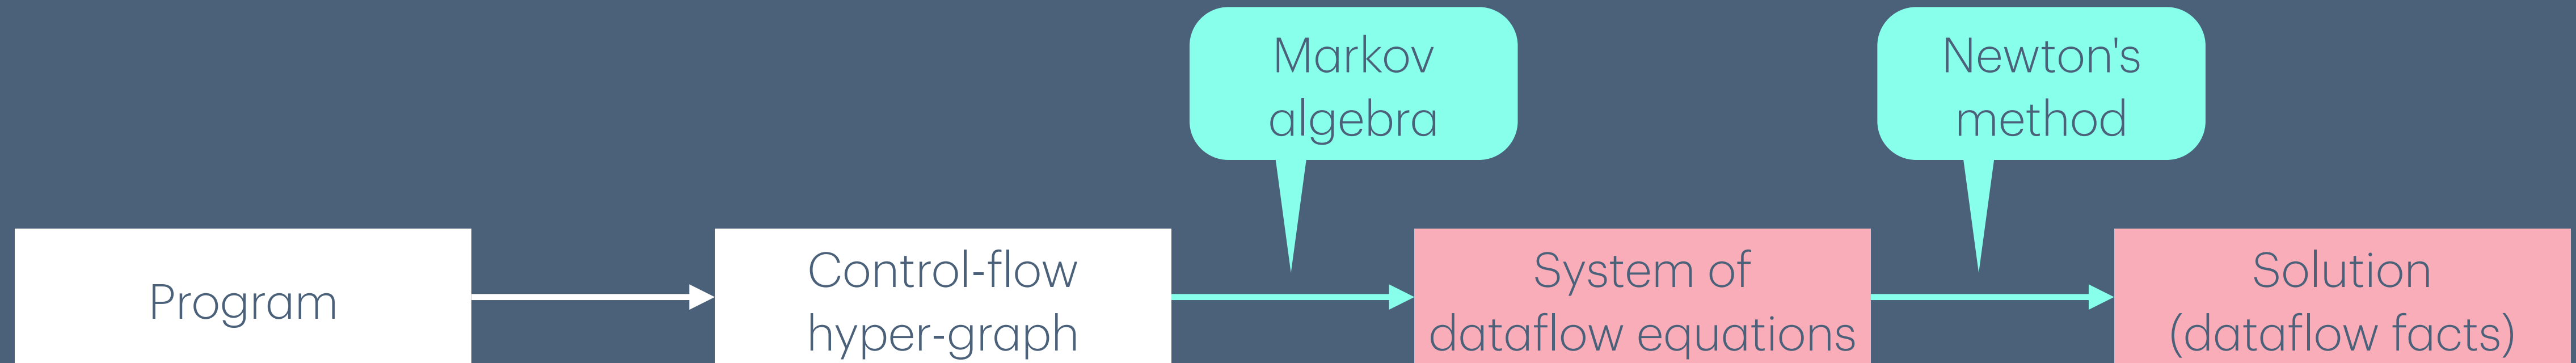 Markov
algebra
Newton's
method
Program
Control-flow
hyper-graph
System of
dataflow equations
Solution
(dataflow facts)